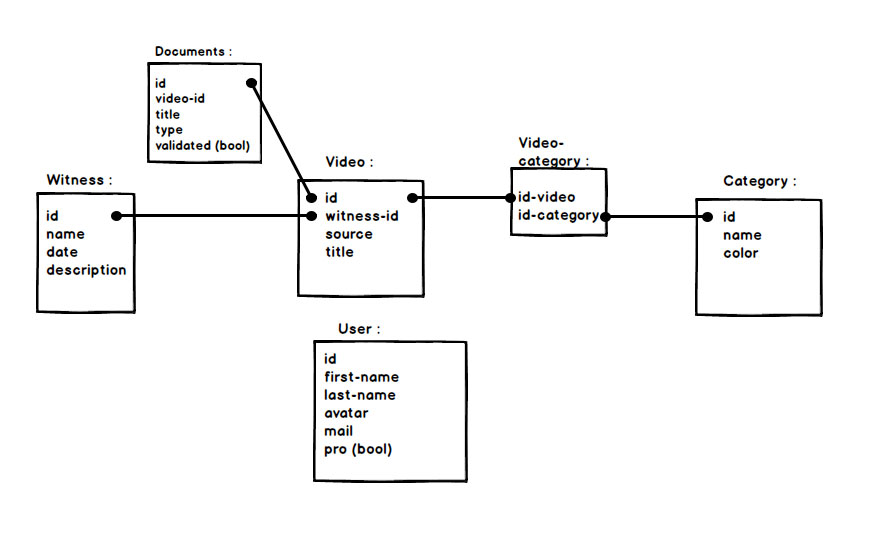 Documents :
id
video-id
title
type
validated (bool)
Witness :
id
name
date
description
Video :
id
witness-id
source
title
Video-
category :
id-video
id-category
Category :
id
name
color
User :
id
first-name
last-name
avatar
mail
pro (bool)